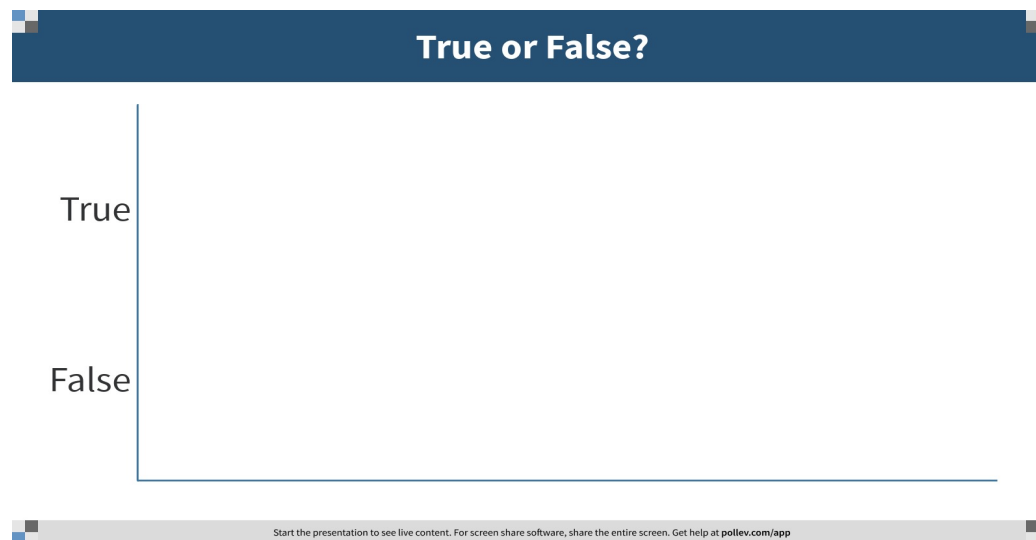 True or False?
True
False
Start the presentation to see live content. For screen share software, share the entire screen. Get help at pollev.com/app